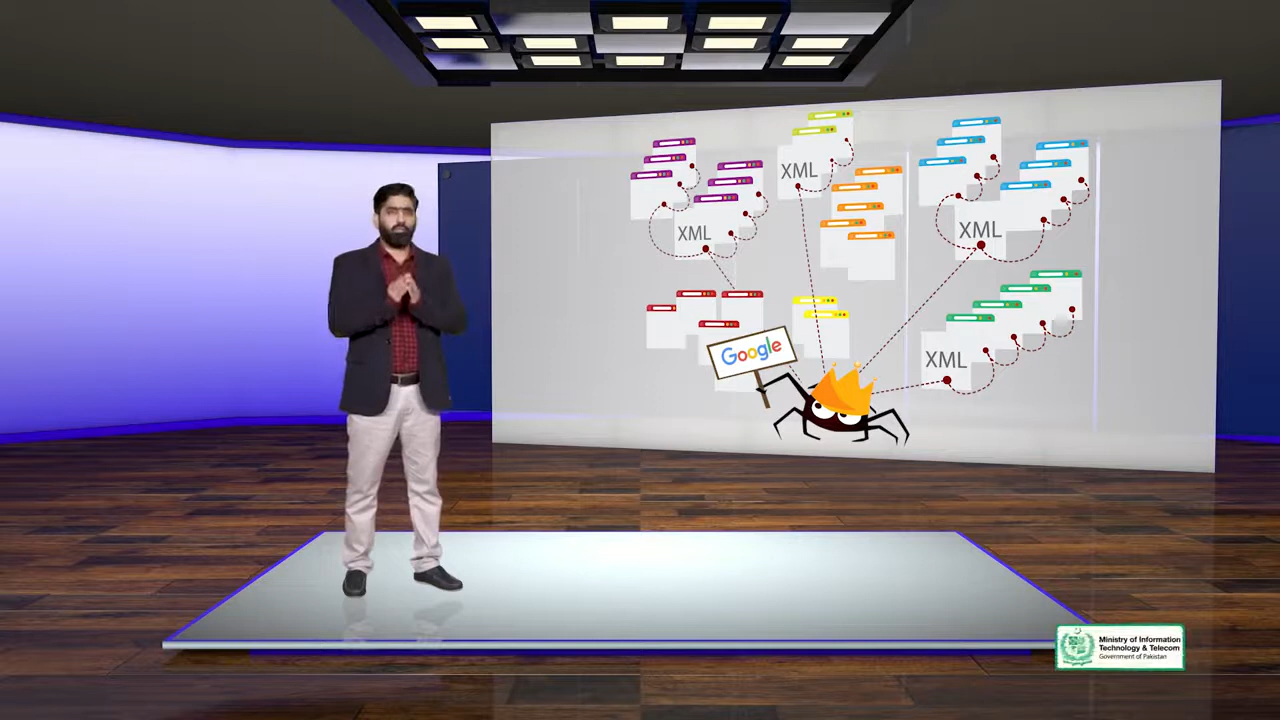 XML
XML
XML
XML
Google
Ministry of Information
Technology & Telecom
Government of Pakistan